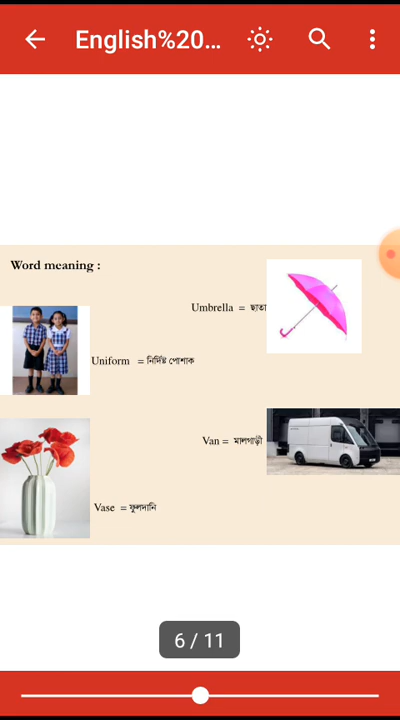 English%20...
Word meaning :
Umbrella = ছাতা
Uniform = নির্দিষ্ট পোশাক
Van = মালগাড়ী
Vase = ফুলদানি
6 / 11